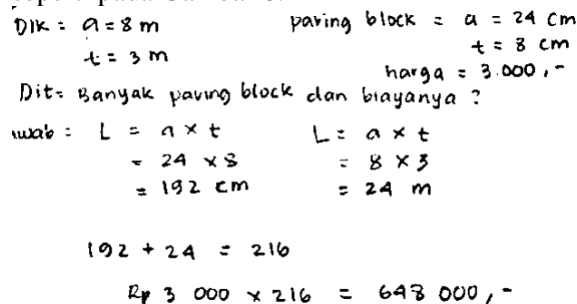 Dik = a = 8 m paving block = a = 24 cm
t = 3 m t = 8 cm
harga = 3.000,-
Dit = Banyak paving block dan biayanya ?
uwab : L = a x t L = a x t
= 24 x 8 = 8 x 3
= 192 cm = 24 m
192 + 24 = 216
Rp 3 000 x 216 = 648 000,-